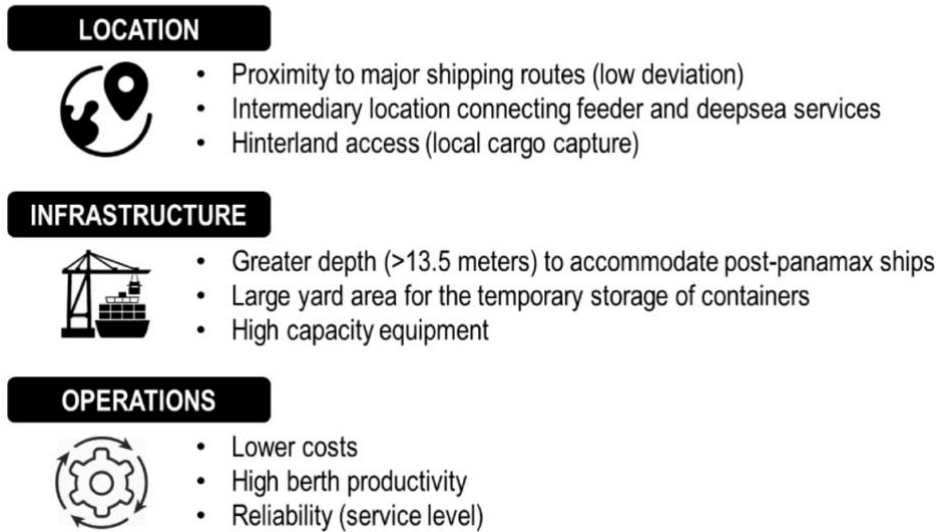 LOCATION
• Proximity to major shipping routes (low deviation)
• Intermediary location connecting feeder and deepsea services
• Hinterland access (local cargo capture)
INFRASTRUCTURE
• Greater depth (>13.5 meters) to accommodate post-panamax ships
• Large yard area for the temporary storage of containers
• High capacity equipment
OPERATIONS
• Lower costs
• High berth productivity
• Reliability (service level)